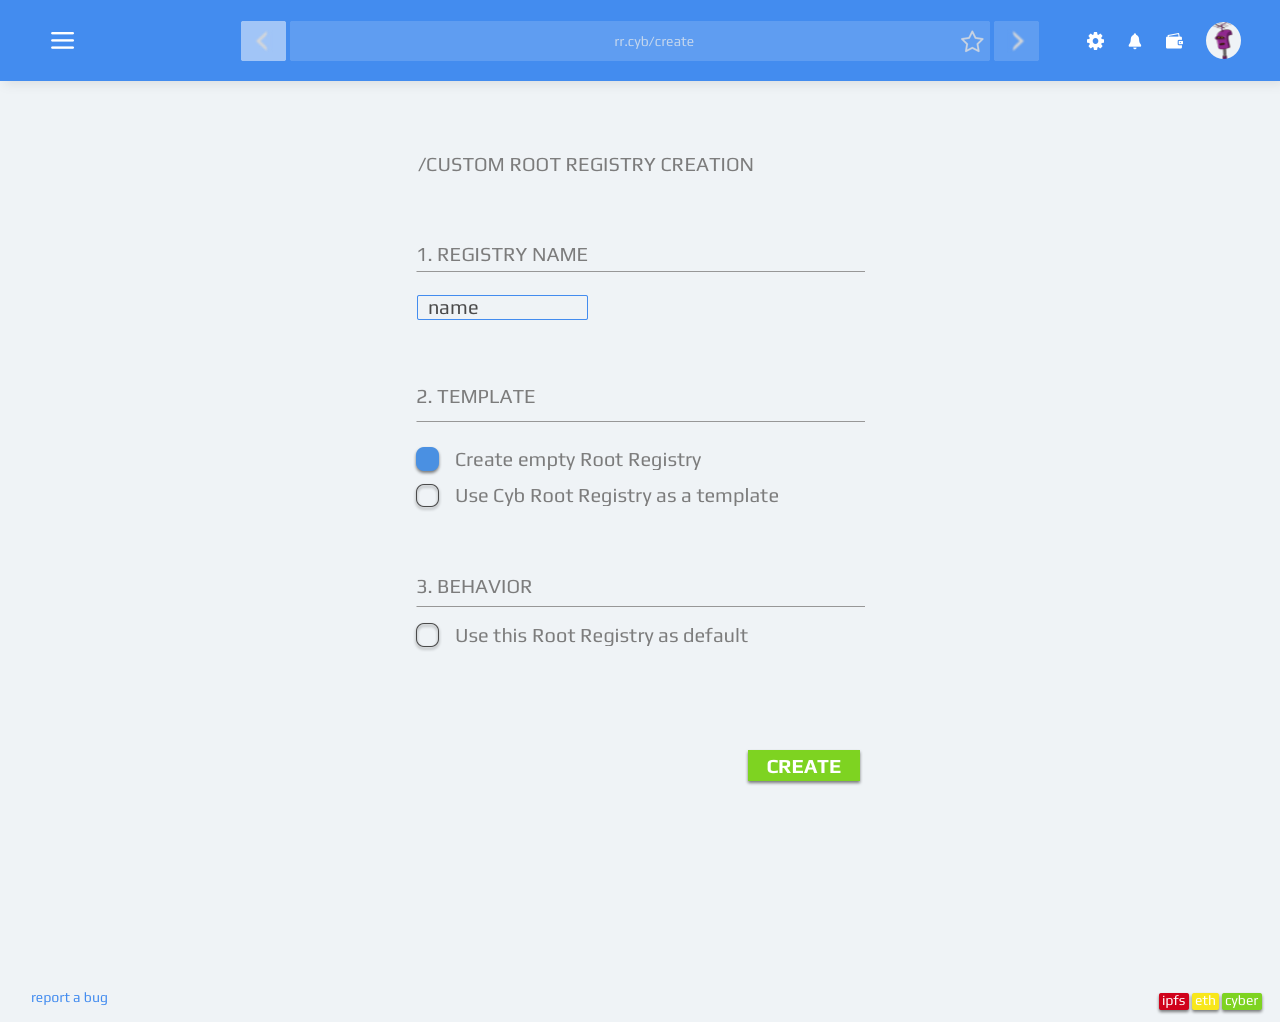 rr.cyb/create
/CUSTOM ROOT REGISTRY CREATION
1. REGISTRY NAME
name
2. TEMPLATE
Create empty Root Registry
Use Cyb Root Registry as a template
3. BEHAVIOR
Use this Root Registry as default
CREATE
report a bug
ipfs eth cyber